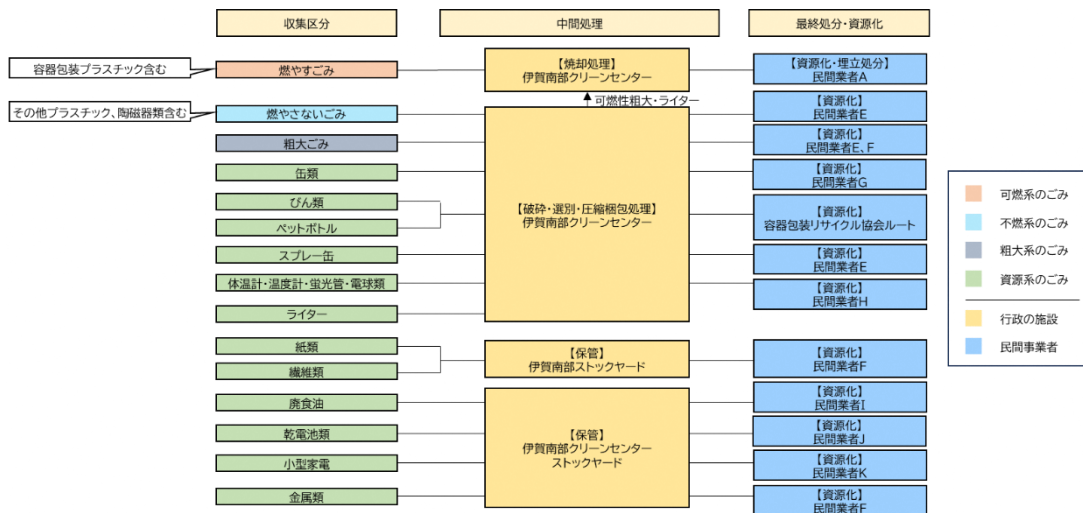 収集区分
中間処理
最終処分・資源化
容器包装プラスチック含む
燃やすごみ
【焼却処理】
伊賀南部クリーンセンター
【資源化・埋立処分】
民間業者A
可燃性粗大・ライター
その他プラスチック、陶磁器類含む
燃やさないごみ
【資源化】
民間業者E
粗大ごみ
【資源化】
民間業者E、F
缶類
【資源化】
民間業者G
びん類
ペットボトル
【破砕・選別・圧縮梱包処理】
伊賀南部クリーンセンター
【資源化】
容器包装リサイクル協会ルート
スプレー缶
【資源化】
民間業者E
体温計・温度計・蛍光管・電球類
【資源化】
民間業者H
ライター
紙類
繊維類
【保管】
伊賀南部ストックヤード
【資源化】
民間業者F
廃食油
【資源化】
民間業者I
乾電池類
【保管】
伊賀南部クリーンセンター
ストックヤード
【資源化】
民間業者J
小型家電
【資源化】
民間業者K
金属類
【資源化】
民間業者F
可燃系のごみ
不燃系のごみ
粗大系のごみ
資源系のごみ
行政の施設
民間事業者